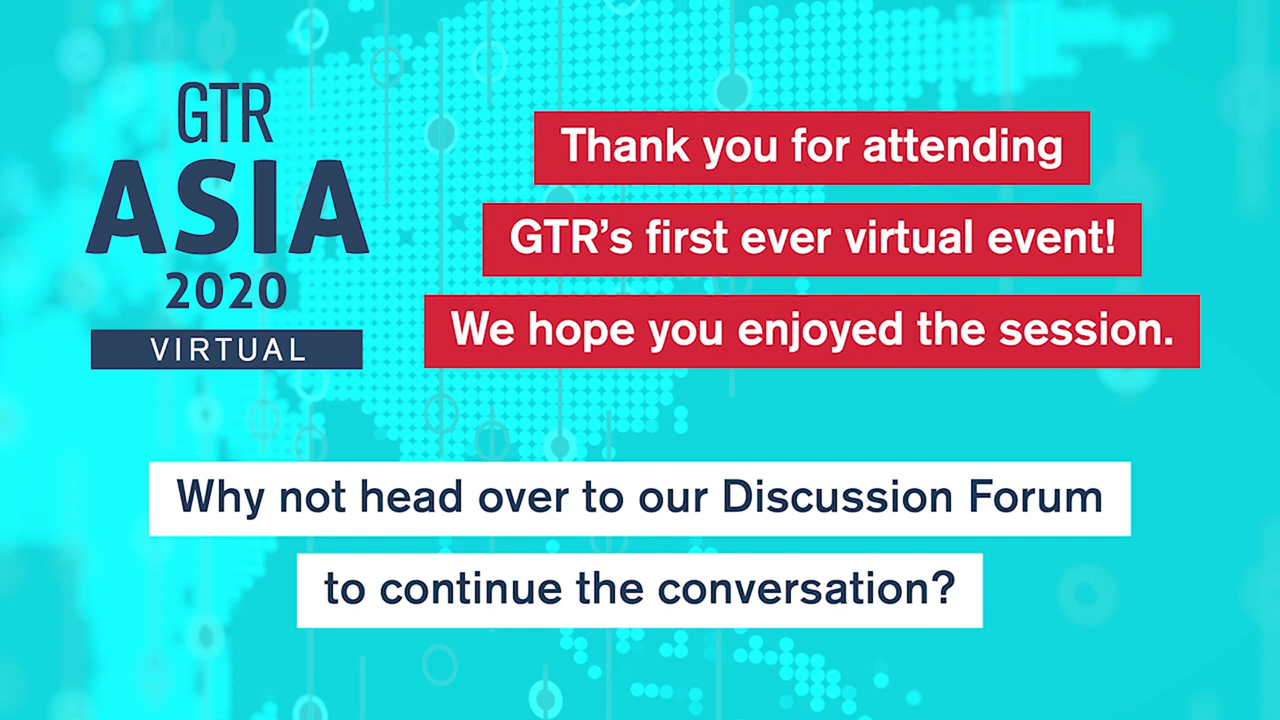 GTR
ASIA
2020
VIRTUAL
Thank you for attending
GTR’s first ever virtual event!
We hope you enjoyed the session.
Why not head over to our Discussion Forum
to continue the conversation?